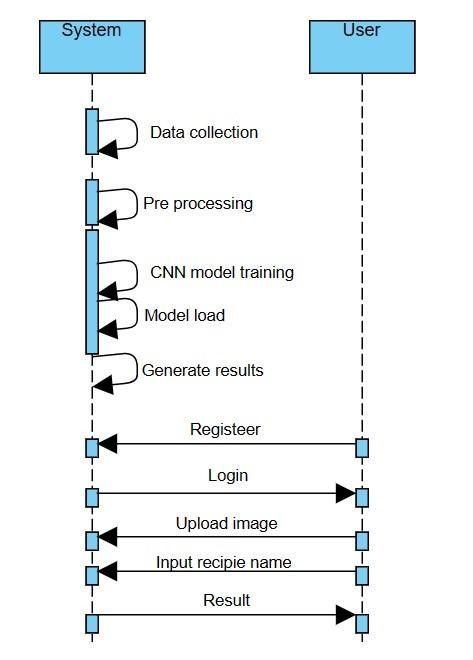 System
User
Data collection
Pre processing
CNN model training
Model load
Generate results
Registeer
Login
Upload image
Input recipie name
Result